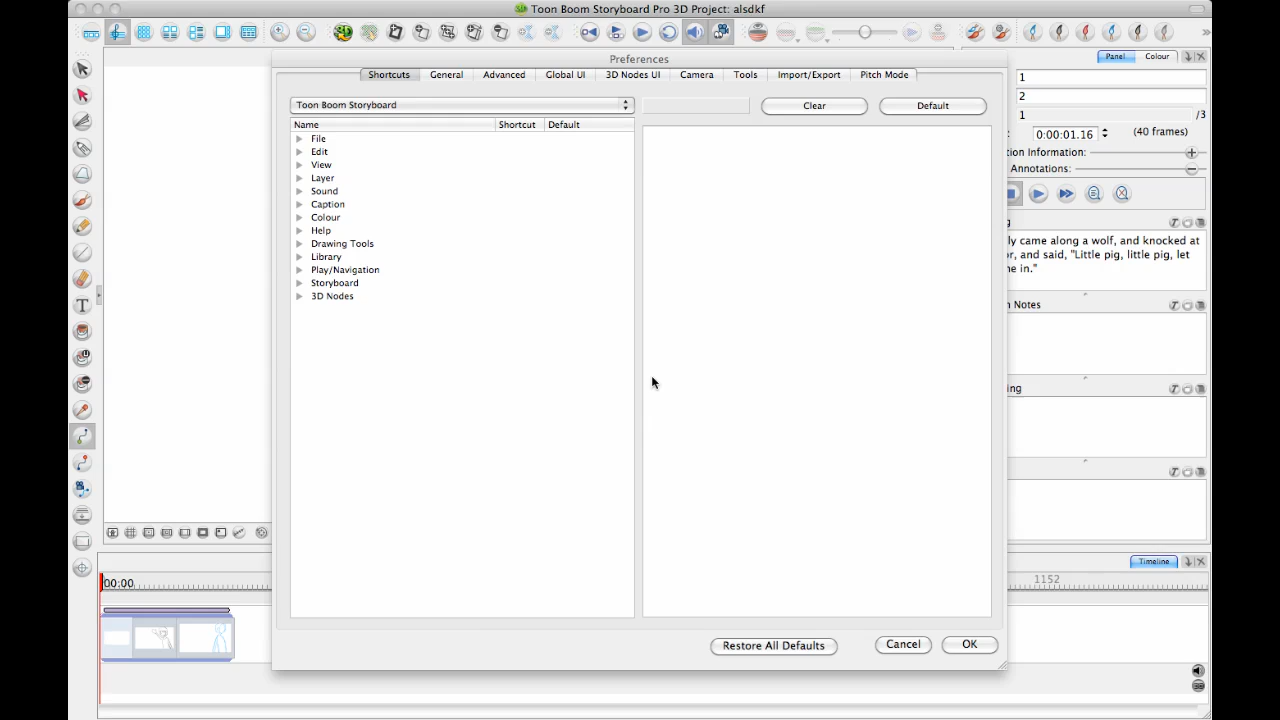 Toon Boom Storyboard Pro 3D Project: alsdkf
Preferences
Shortcuts General Advanced Global UI 3D Nodes UI Camera Tools Import/Export Pitch Mode
Panel Colour
Toon Boom Storyboard
Clear
Default
Name Shortcut Default
File
Edit
View
Layer
Sound
Caption
Colour
Help
Drawing Tools
Library
Play/Navigation
Storyboard
3D Nodes
1
2
1 /3
: 0:00:01.16 (40 frames)
tion Information:
Annotations:
g
ly came along a wolf, and knocked at
or, and said, "Little pig, little pig, let
ne in."
n Notes
ing
T
Timeline
00:00
1152
Restore All Defaults
Cancel
OK